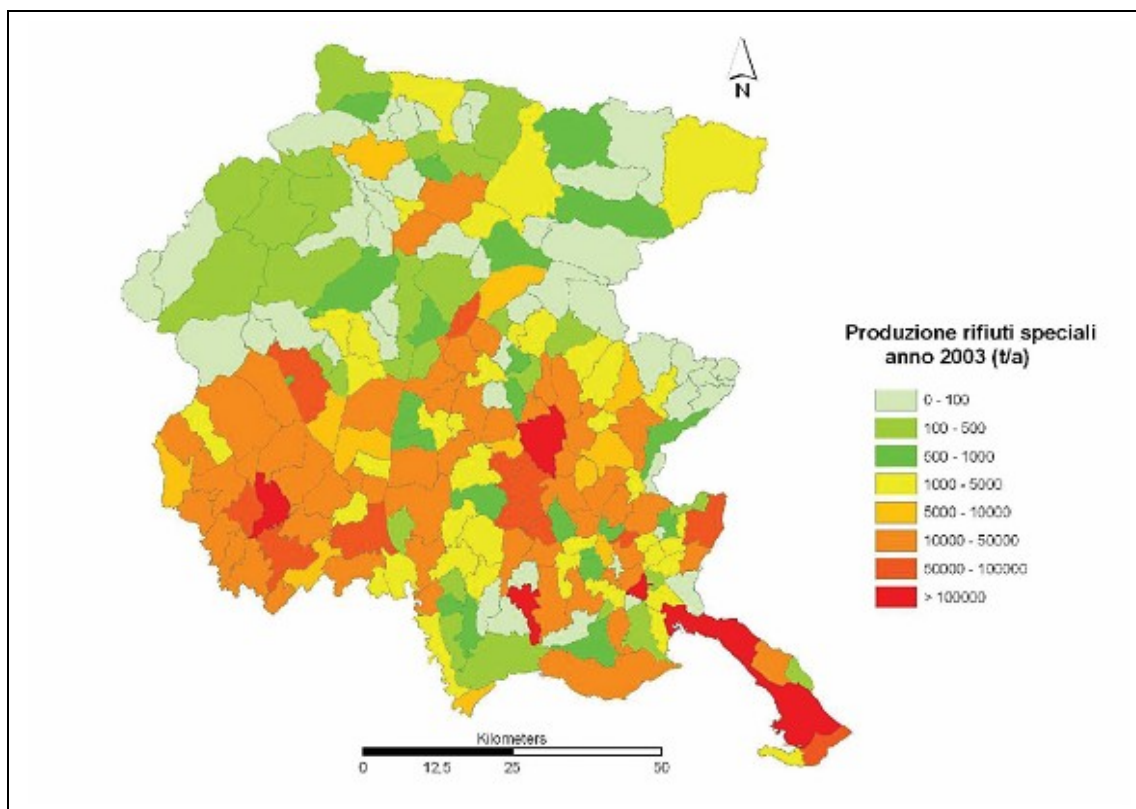 N
Produzione rifiuti speciali
anno 2003 (t/a)
0 - 100
100 - 500
500 - 1000
1000 - 5000
5000 - 10000
10000 - 50000
50000 - 100000
> 100000
Kilometers
0 12,5 25 50